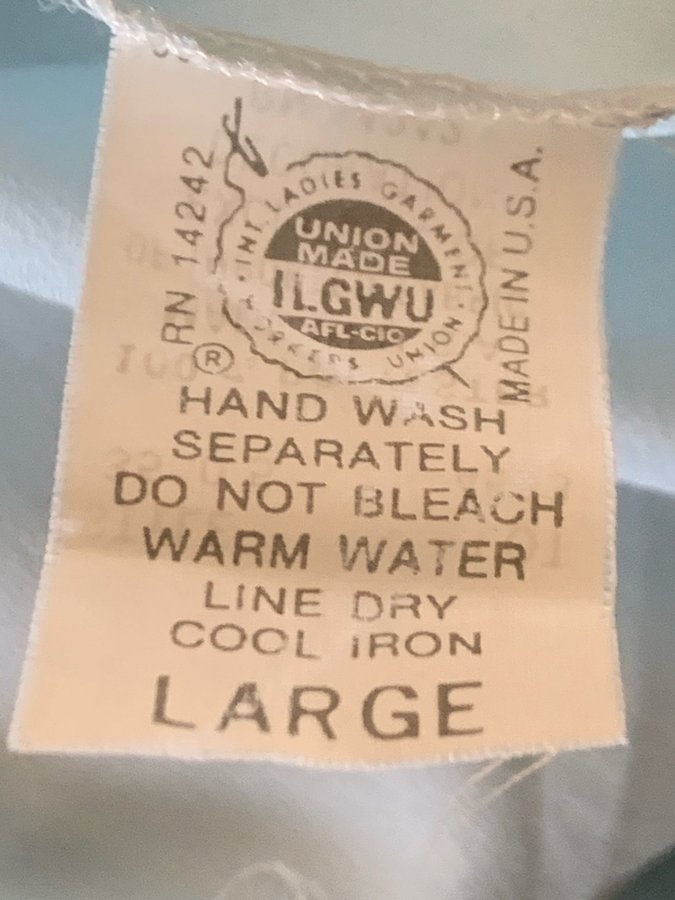 RN 14242
INT. LADIES GARMENT
UNION
MADE
ILGWU
AFL-CIO
WORKERS UNION
®
MADE IN U.S.A.
HAND WASH
SEPARATELY
DO NOT BLEACH
WARM WATER
LINE DRY
COOL IRON
LARGE